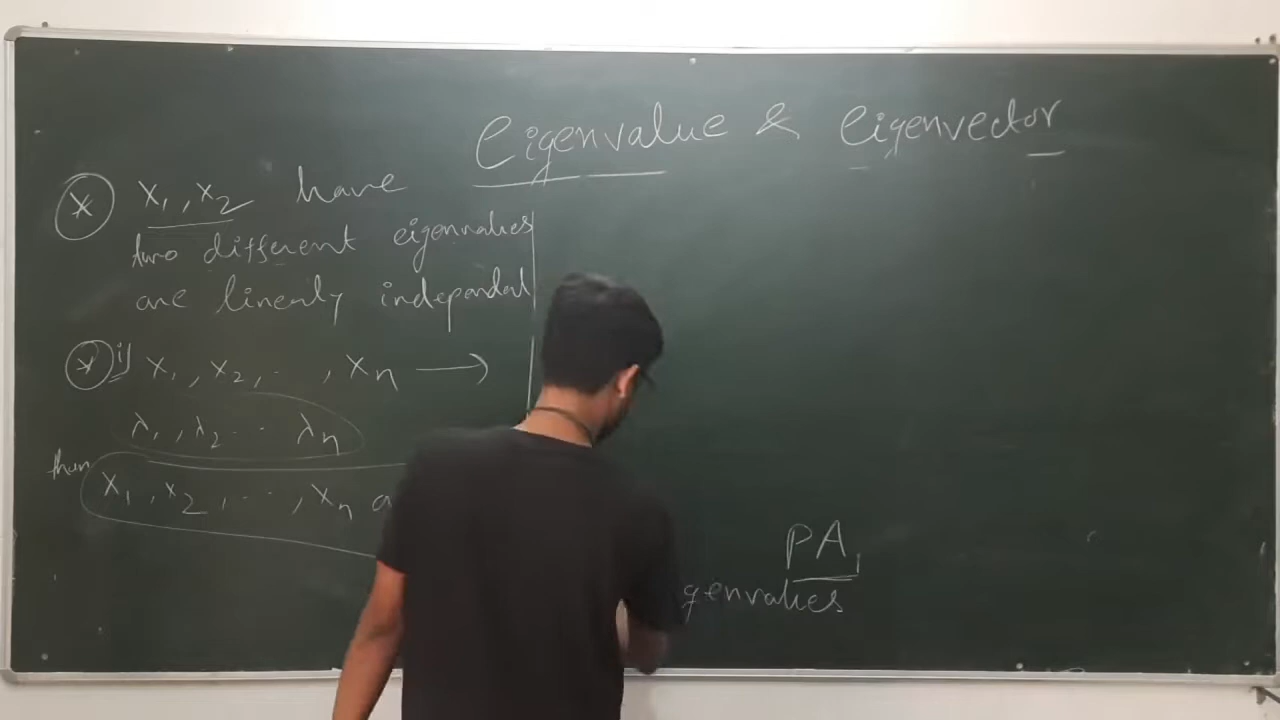 Eigenvalue & Eigenvector
* x1, x2 have
two different eigenvalues
are linearly independent
* if x1, x2, .. , xn →
λ1, λ2 .. λn
then
x1, x2, .. , xn a
PA
genvalues